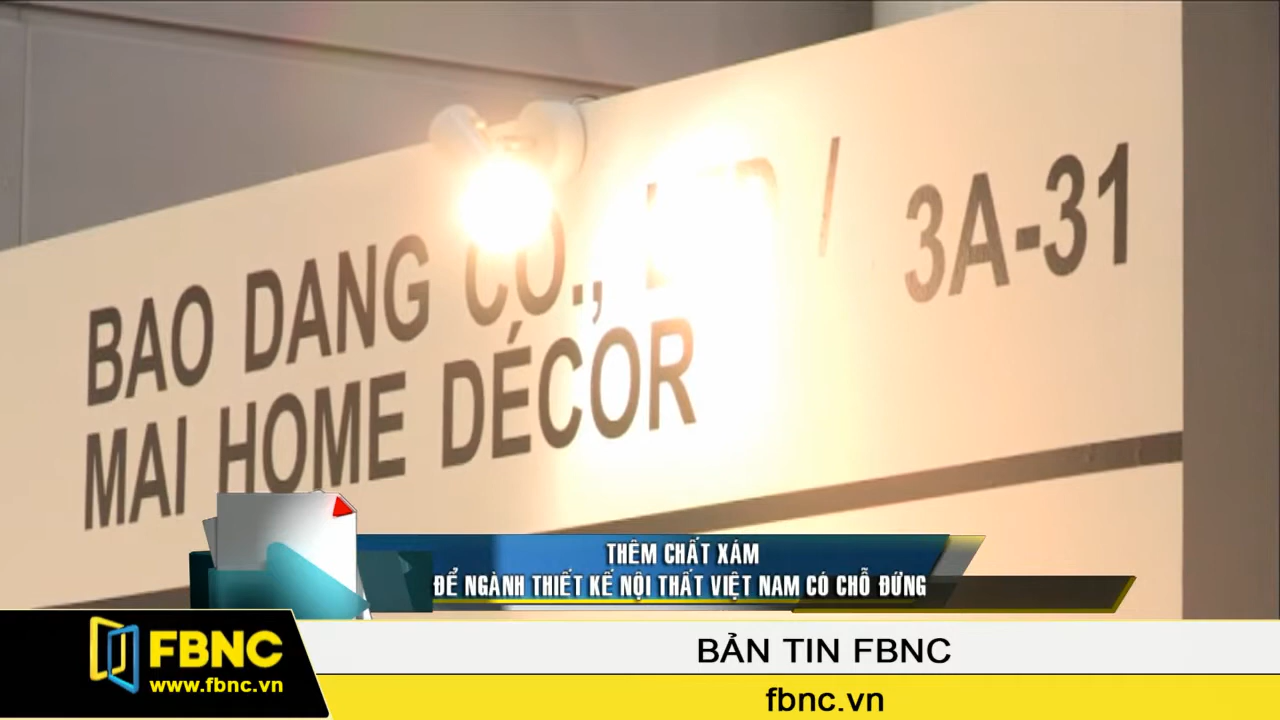 BAO DANG CO., / 3A-31
MAI HOME DÉCOR
THÊM CHẤT XÁM
ĐỂ NGÀNH THIẾT KẾ NỘI THẤT VIỆT NAM CÓ CHỖ ĐỨNG
FBNC
www.fbnc.vn
BẢN TIN FBNC
fbnc.vn